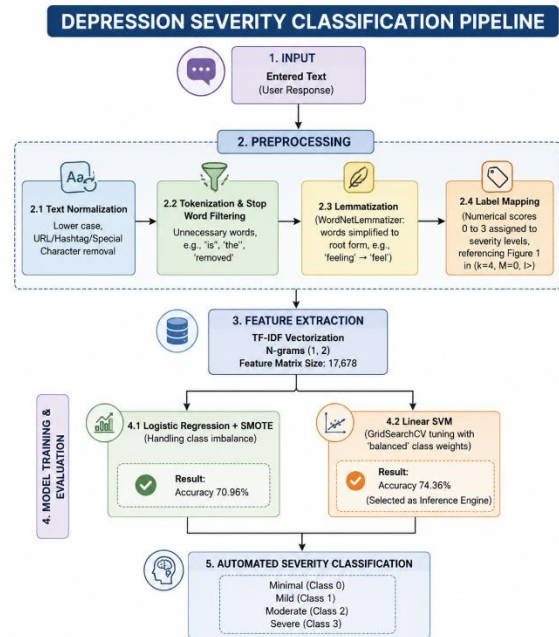 DEPRESSION SEVERITY CLASSIFICATION PIPELINE
1. INPUT
Entered Text
(User Response)
2. PREPROCESSING
Aa
2.1 Text Normalization
Lower case,
URL/Hashtag/Special
Character removal
2.2 Tokenization & Stop
Word Filtering
Unnecessary words,
e.g., "is", 'the'',
'removed'
2.3 Lemmatization
(WordNetLemmatizer:
words simplified to
root form, e.g.,
'feeling' → 'feel')
2.4 Label Mapping
(Numerical scores
0 to 3 assigned to
severity levels,
referencing Figure 1
in (k=4, M=0, l>)
3. FEATURE EXTRACTION
TF-IDF Vectorization
N-grams (1, 2)
Feature Matrix Size: 17,678
4. MODEL TRAINING &
EVALUATION
4.1 Logistic Regression + SMOTE
(Handling class imbalance)
Result:
Accuracy 70.96%
4.2 Linear SVM
(GridSearchCV tuning with
'balanced' class weights)
Result:
Accuracy 74.36%
(Selected as Inference Engine)
5. AUTOMATED SEVERITY CLASSIFICATION
Minimal (Class 0)
Mild (Class 1)
Moderate (Class 2)
Severe (Class 3)